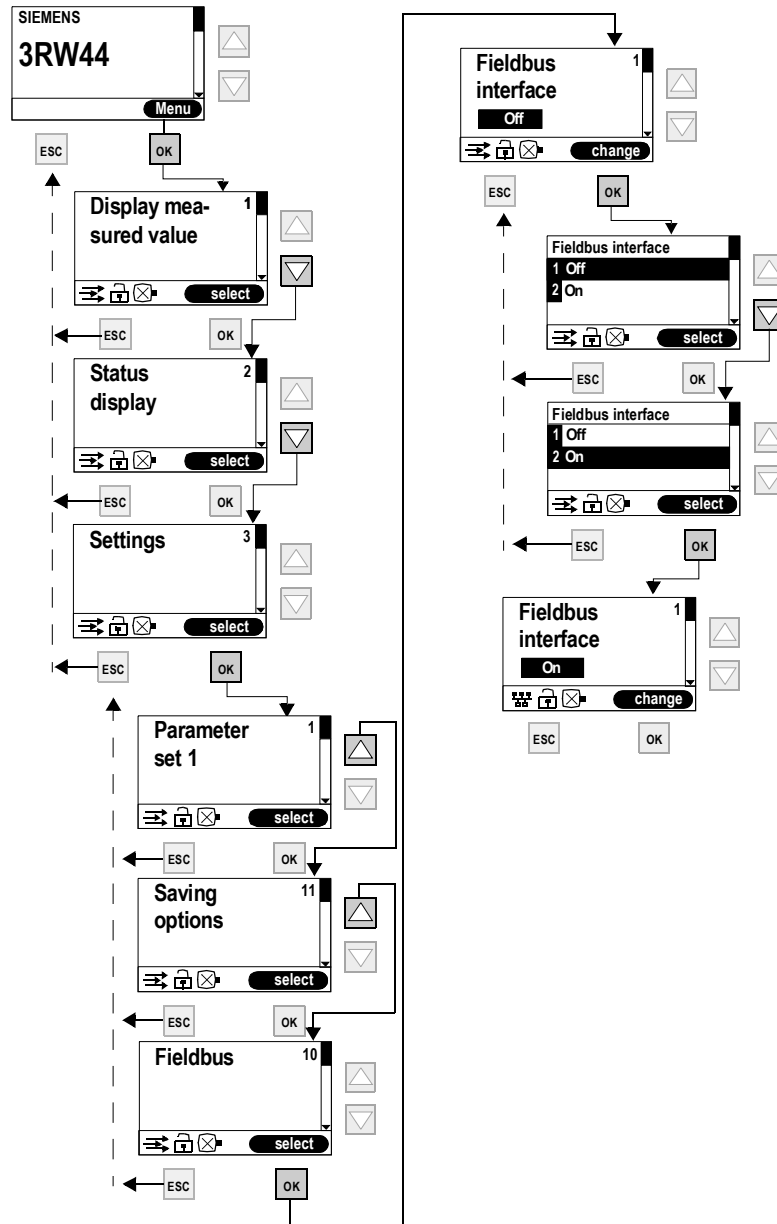 SIEMENS
3RW44
Menu
ESC
OK
Display mea-
sured value
1
select
ESC
OK
Status
display
2
select
ESC
OK
Settings
3
select
ESC
OK
Parameter
set 1
1
select
ESC
OK
Saving
options
11
select
ESC
OK
Fieldbus
10
select
ESC
OK
Fieldbus
interface
1
Off
change
ESC
OK
Fieldbus interface
1 Off
2 On
select
ESC
OK
Fieldbus interface
1 Off
2 On
select
ESC
OK
Fieldbus
interface
1
On
change
ESC
OK